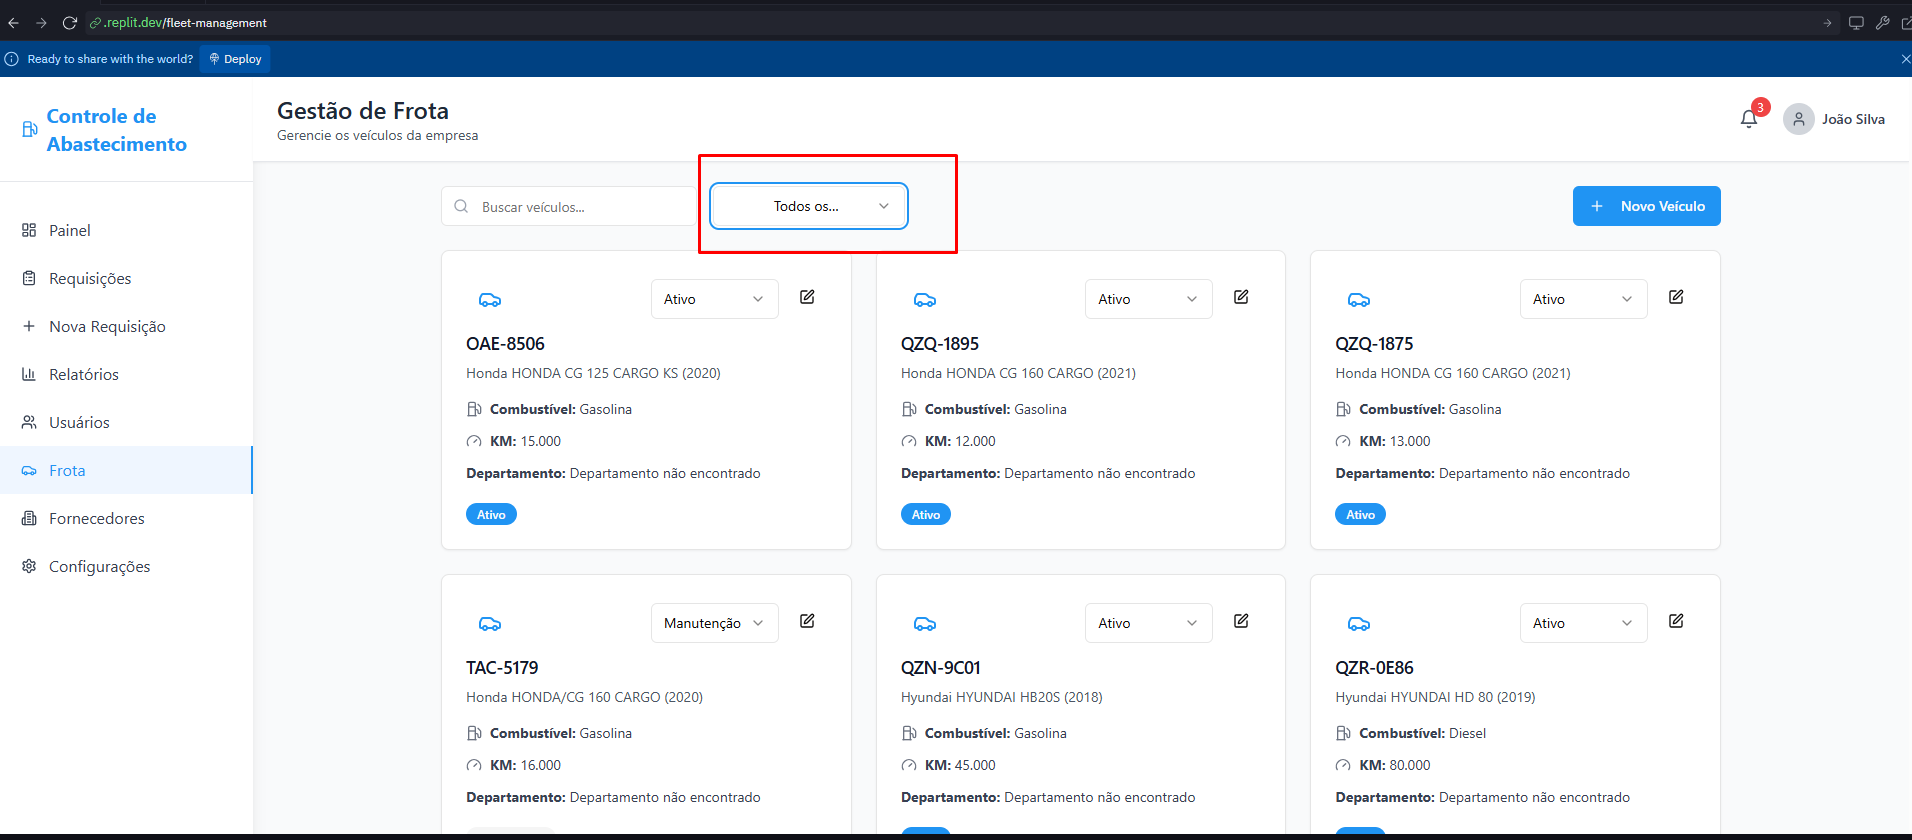 .replit.dev/fleet-management
Ready to share with the world? Deploy
Controle de
Abastecimento
Painel
Requisições
Nova Requisição
Relatórios
Usuários
Frota
Fornecedores
Configurações
Gestão de Frota
Gerencie os veículos da empresa
3
João Silva
Buscar veículos...
Todos os...
Novo Veículo
Ativo
OAE-8506
Honda HONDA CG 125 CARGO KS (2020)
Combustível: Gasolina
KM: 15.000
Departamento: Departamento não encontrado
Ativo
Ativo
QZQ-1895
Honda HONDA CG 160 CARGO (2021)
Combustível: Gasolina
KM: 12.000
Departamento: Departamento não encontrado
Ativo
Ativo
QZQ-1875
Honda HONDA CG 160 CARGO (2021)
Combustível: Gasolina
KM: 13.000
Departamento: Departamento não encontrado
Ativo
Manutenção
TAC-5179
Honda HONDA/CG 160 CARGO (2020)
Combustível: Gasolina
KM: 16.000
Departamento: Departamento não encontrado
Ativo
QZN-9C01
Hyundai HYUNDAI HB20S (2018)
Combustível: Gasolina
KM: 45.000
Departamento: Departamento não encontrado
Ativo
QZR-0E86
Hyundai HYUNDAI HD 80 (2019)
Combustível: Diesel
KM: 80.000
Departamento: Departamento não encontrado